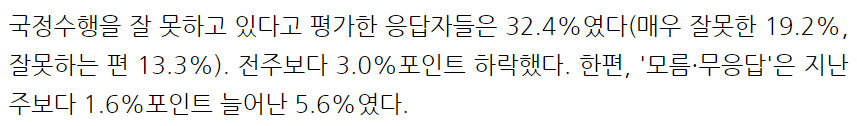 국정수행을 잘 못하고 있다고 평가한 응답자들은 32.4%였다(매우 잘못한 19.2%,
잘못하는 편 13.3%). 전주보다 3.0%포인트 하락했다. 한편, '모름·무응답'은 지난
주보다 1.6%포인트 늘어난 5.6%였다.